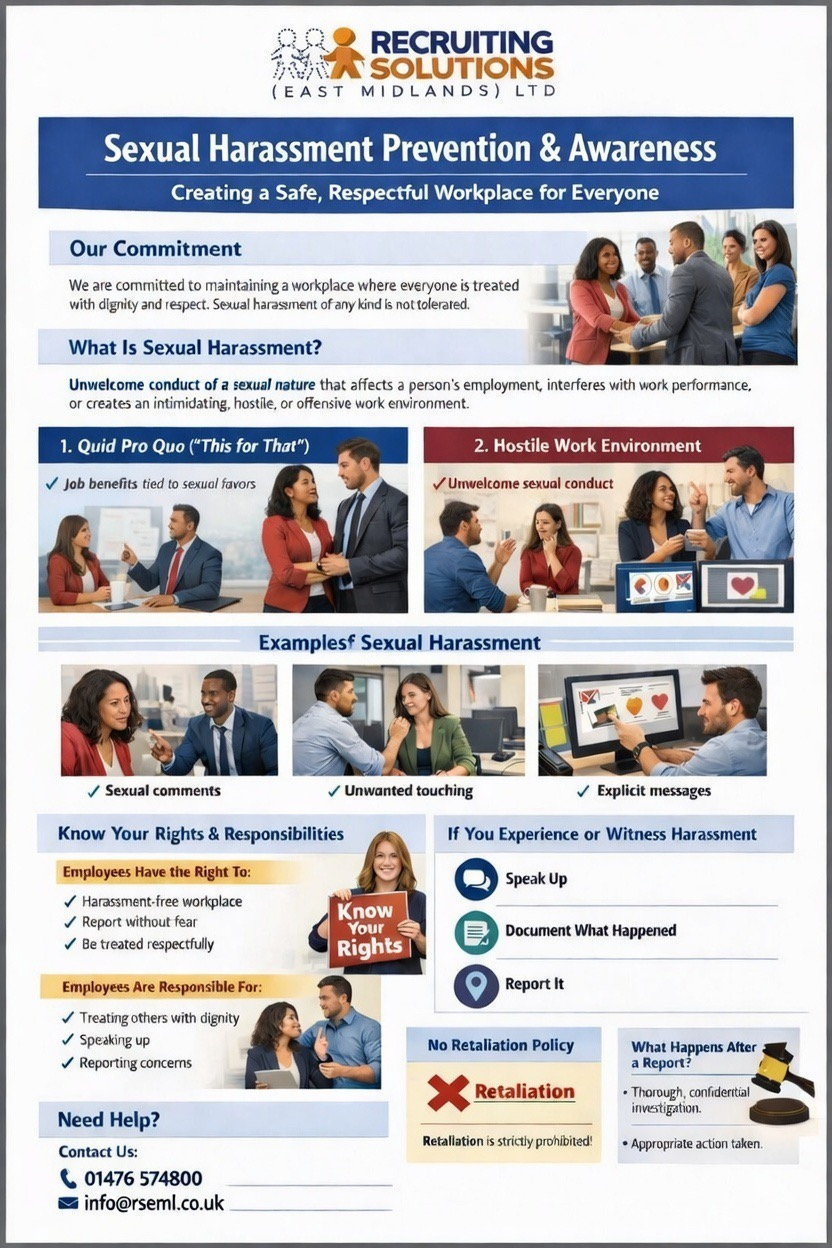 RECRUITING
SOLUTIONS
(EAST MIDLANDS) LTD
Sexual Harassment Prevention & Awareness
Creating a Safe, Respectful Workplace for Everyone
Our Commitment
We are committed to maintaining a workplace where everyone is treated
with dignity and respect. Sexual harassment of any kind is not tolerated.
What Is Sexual Harassment?
Unwelcome conduct of a sexual nature that affects a person's employment, interferes with work performance,
or creates an intimidating, hostile, or offensive work environment.
1. Quid Pro Quo ("This for That")
✓ Job benefits tied to sexual favors
2. Hostile Work Environment
✓ Unwelcome sexual conduct
Examplesf Sexual Harassment
✓ Sexual comments
✓ Unwanted touching
✓ Explicit messages
Know Your Rights & Responsibilities
Employees Have the Right To:
✓ Harassment-free workplace
✓ Report without fear
✓ Be treated respectfully
Know
Your
Rights
Employees Are Responsible For:
✓ Treating others with dignity
✓ Speaking up
✓ Reporting concerns
If You Experience or Witness Harassment
Speak Up
Document What Happened
Report It
No Retaliation Policy
Retaliation
Retaliation is strictly prohibited!
What Happens After
a Report?
• Thorough, confidential
investigation.
• Appropriate action taken.
Need Help?
Contact Us:
01476 574800
info@rseml.co.uk